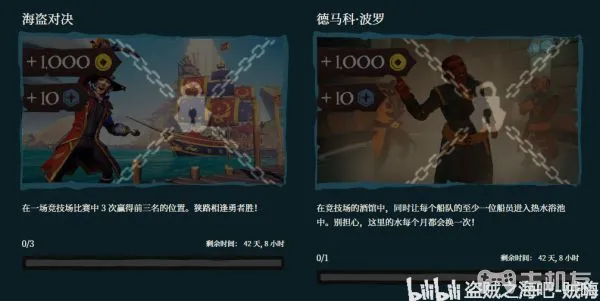 海盗对决
+1,000
+10
在一场竞技场比赛中 3 次赢得前三名的位置。狭路相逢勇者胜!
0/3
剩余时间: 42 天, 8 小时
德马科·波罗
+1,000
+10
在竞技场的酒馆中,同时让每个船队的至少一位船员进入热水浴池
中。别担心,这里的水每个月都会换一次!
0/1
剩余时间: 42 天, 8 小时
bilibili 盗贼之海吧-贼嗨
主机友